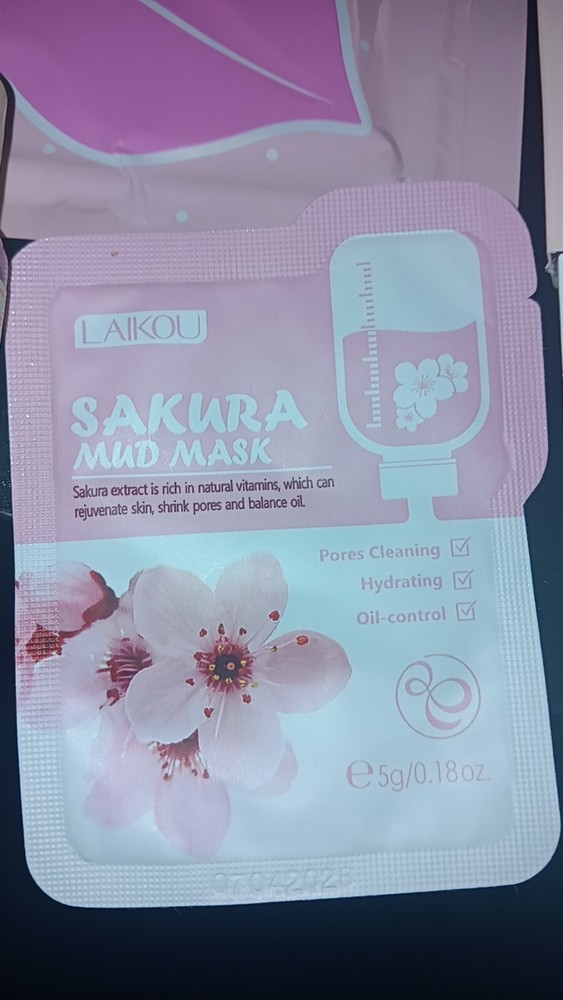 LAIKOU
SAKURA
MUD MASK
Sakura extract is rich in natural vitamins, which can
rejuvenate skin, shrink pores and balance oil.
Pores Cleaning
Hydrating
Oil-control
℮5g/0.18oz.